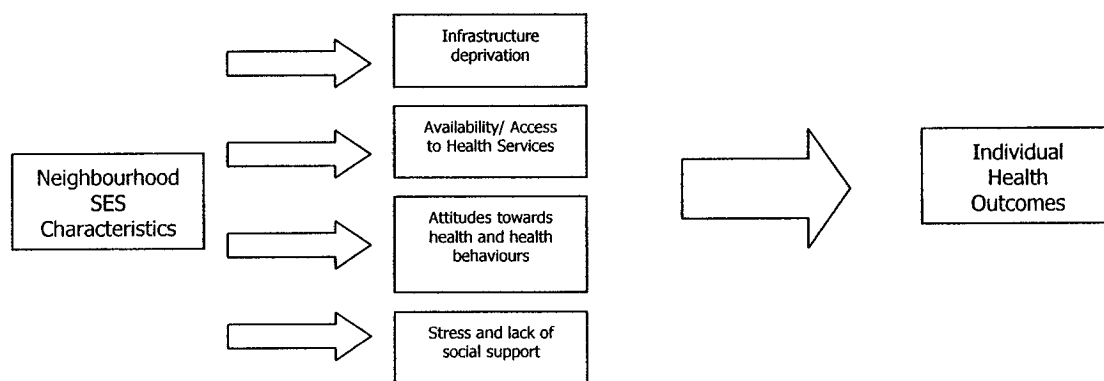 Neighbourhood
SES
Characteristics
Infrastructure
deprivation
Availability/ Access
to Health Services
Attitudes towards
health and health
behaviours
Stress and lack of
social support
Individual
Health
Outcomes